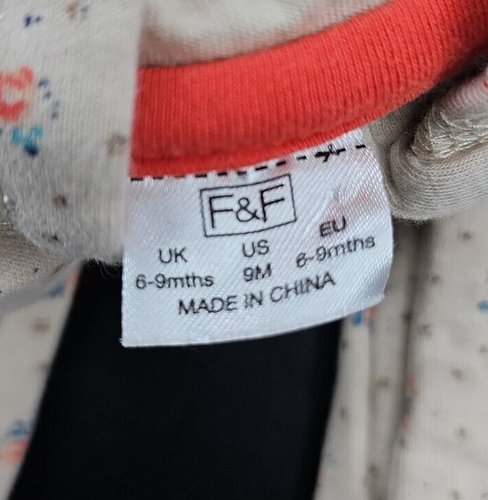 F&F
UK US EU
6-9mths 9M 6-9mths
MADE IN CHINA